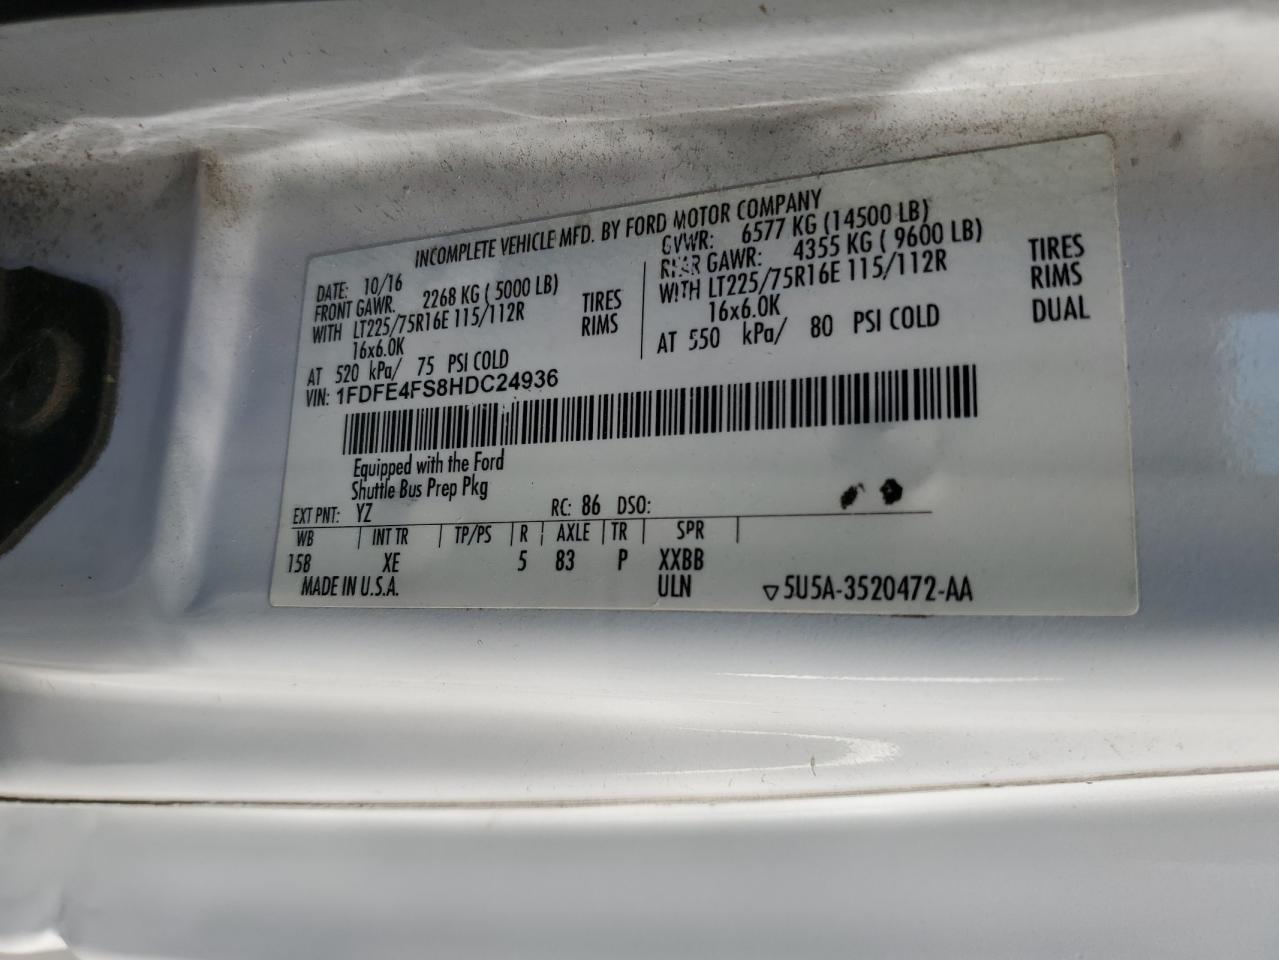 INCOMPLETE VEHICLE MFD. BY FORD MOTOR COMPANY
DATE: 10/16
FRONT GAWR: 2268 KG ( 5000 LB)
WITH LT225/75R16E 115/112R TIRES
16x6.0K RIMS
AT 520 kPa/ 75 PSI COLD
GVWR: 6577 KG (14500 LB)
REAR GAWR: 4355 KG ( 9600 LB)
WITH LT225/75R16E 115/112R TIRES
16x6.0K RIMS
AT 550 kPa/ 80 PSI COLD DUAL
VIN: 1FDFE4FS8HDC24936
Equipped with the Ford
Shuttle Bus Prep Pkg
EXT PNT: YZ RC: 86 DSO:
WB INT TR TP/PS R AXLE TR SPR
158 XE 5 83 P XXBB
MADE IN U.S.A. ULN ▽5U5A-3520472-AA